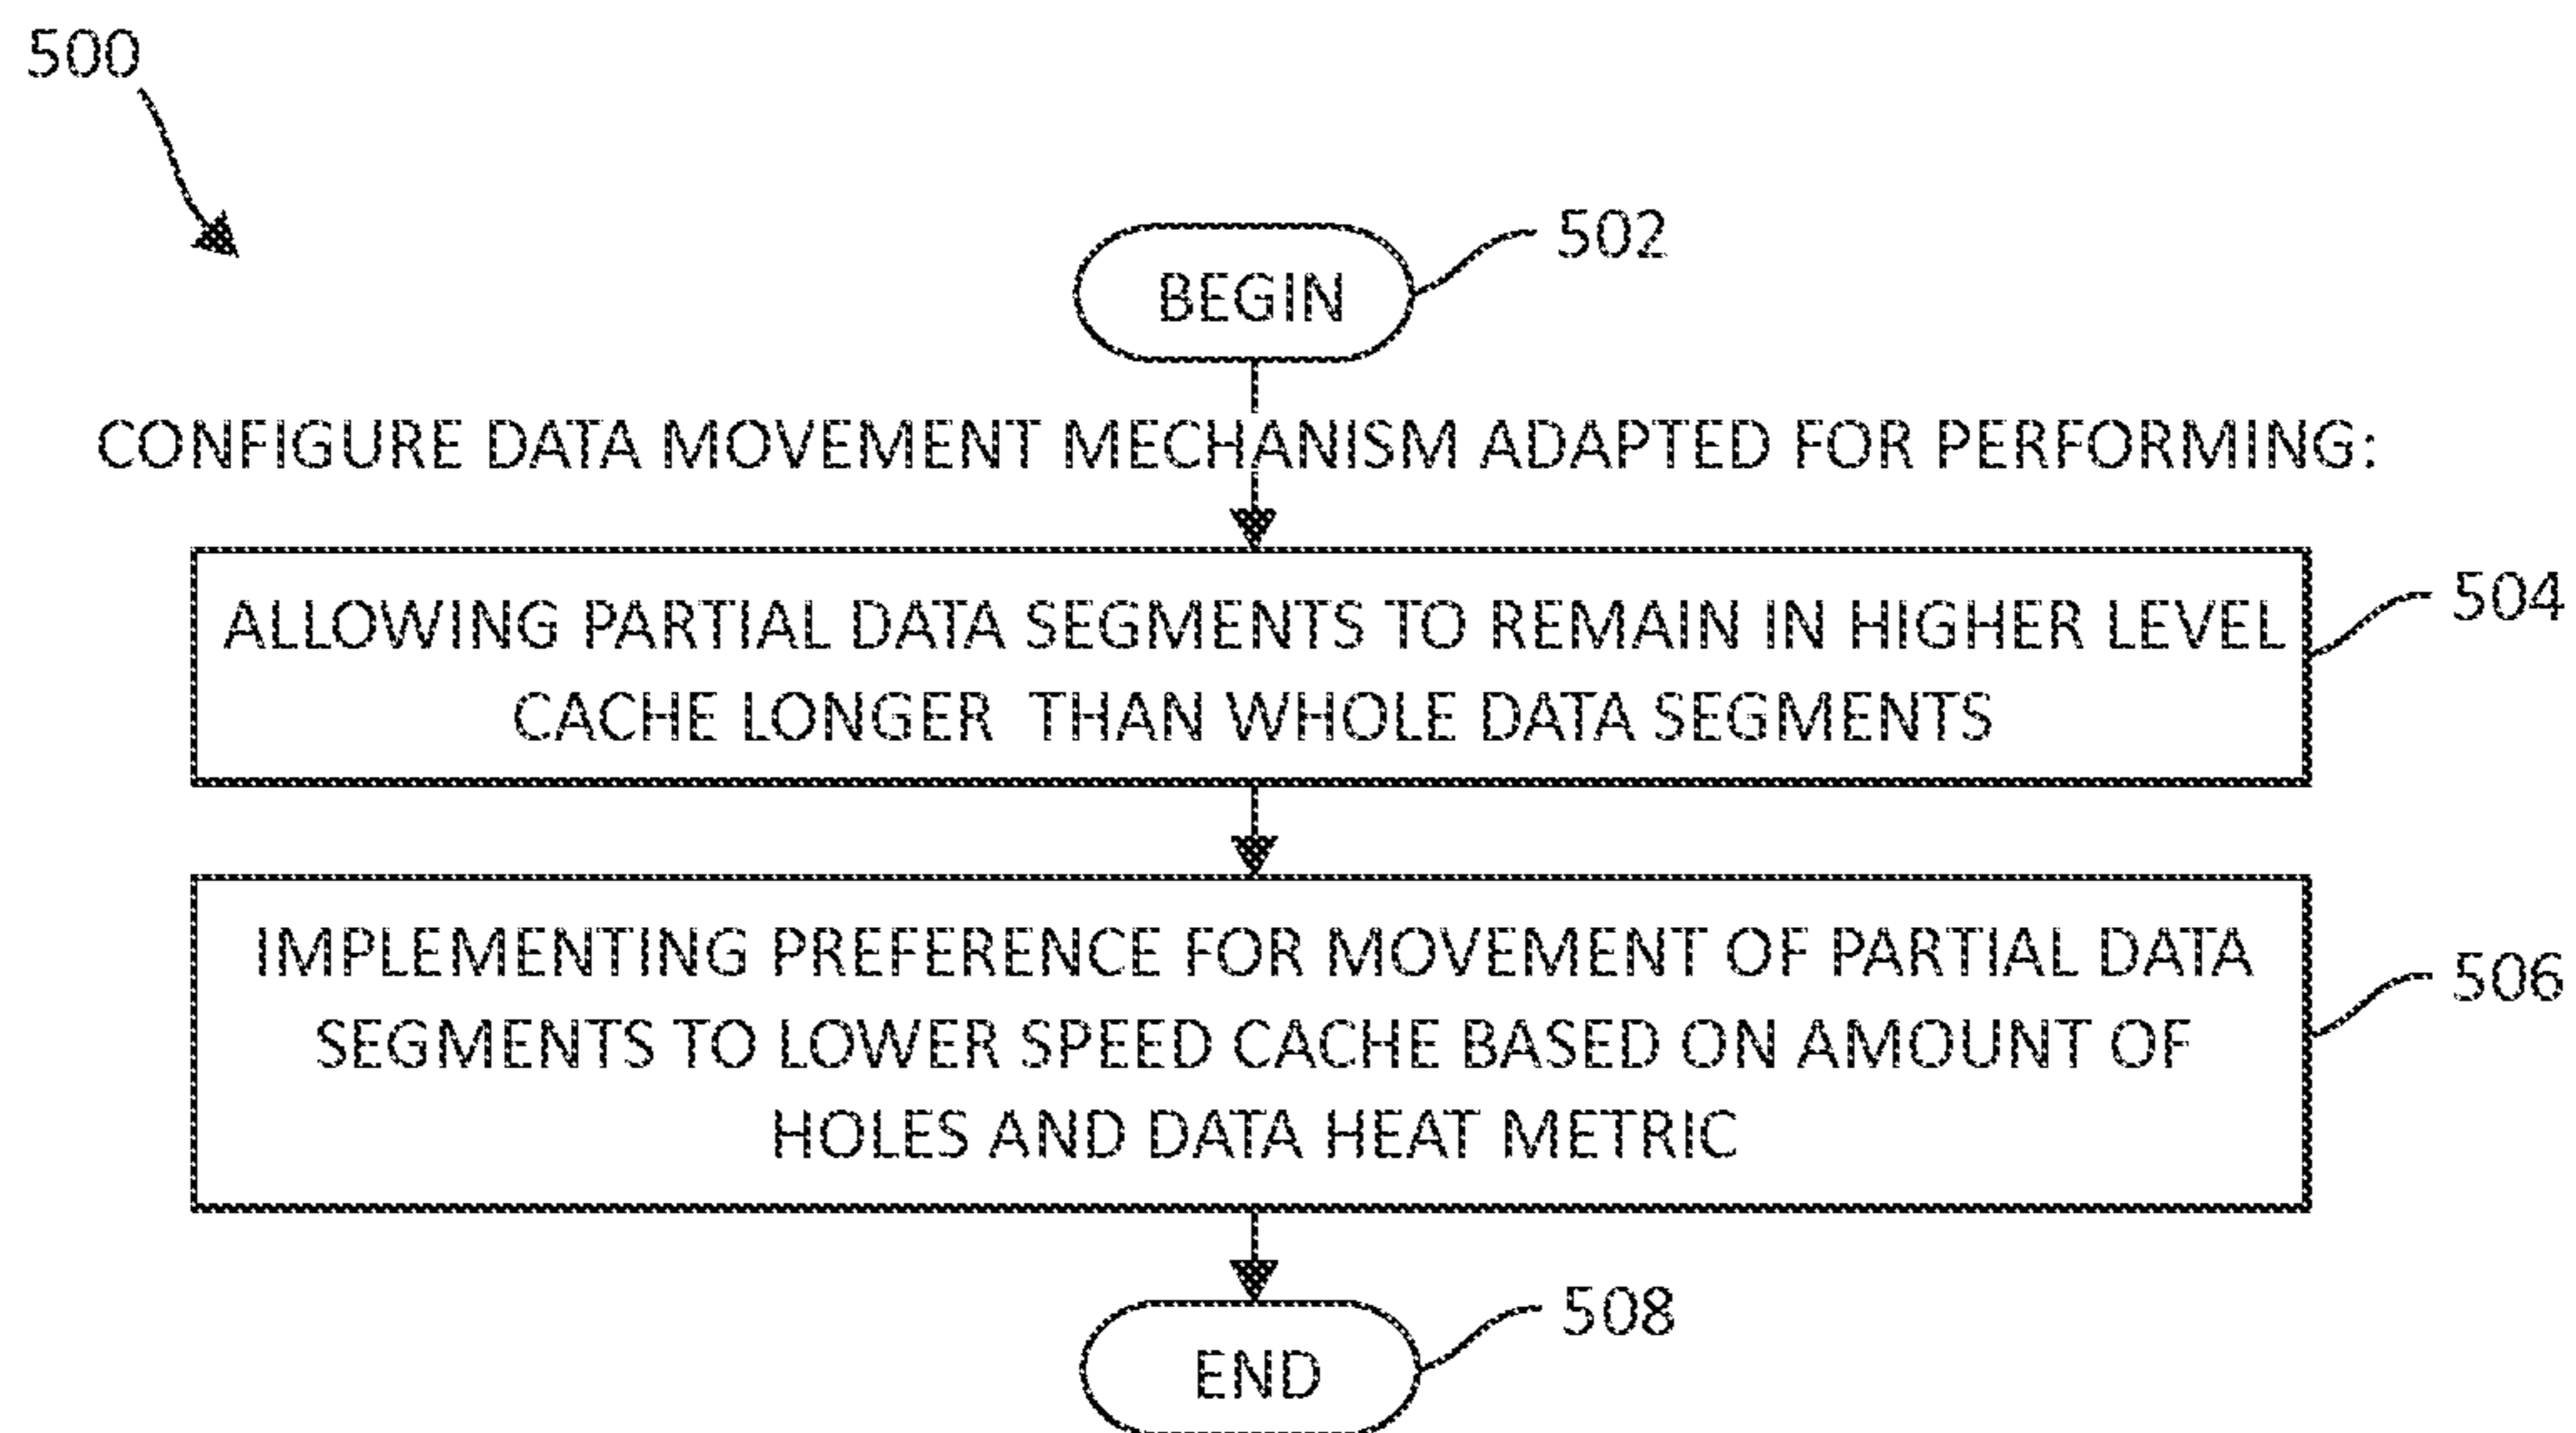 500
502
BEGIN
CONFIGURE DATA MOVEMENT MECHANISM ADAPTED FOR PERFORMING:
504
ALLOWING PARTIAL DATA SEGMENTS TO REMAIN IN HIGHER LEVEL
CACHE LONGER THAN WHOLE DATA SEGMENTS
IMPLEMENTING PREFERENCE FOR MOVEMENT OF PARTIAL DATA
506
SEGMENTS TO LOWER SPEED CACHE BASED ON AMOUNT OF
HOLES AND DATA HEAT METRIC
508
END